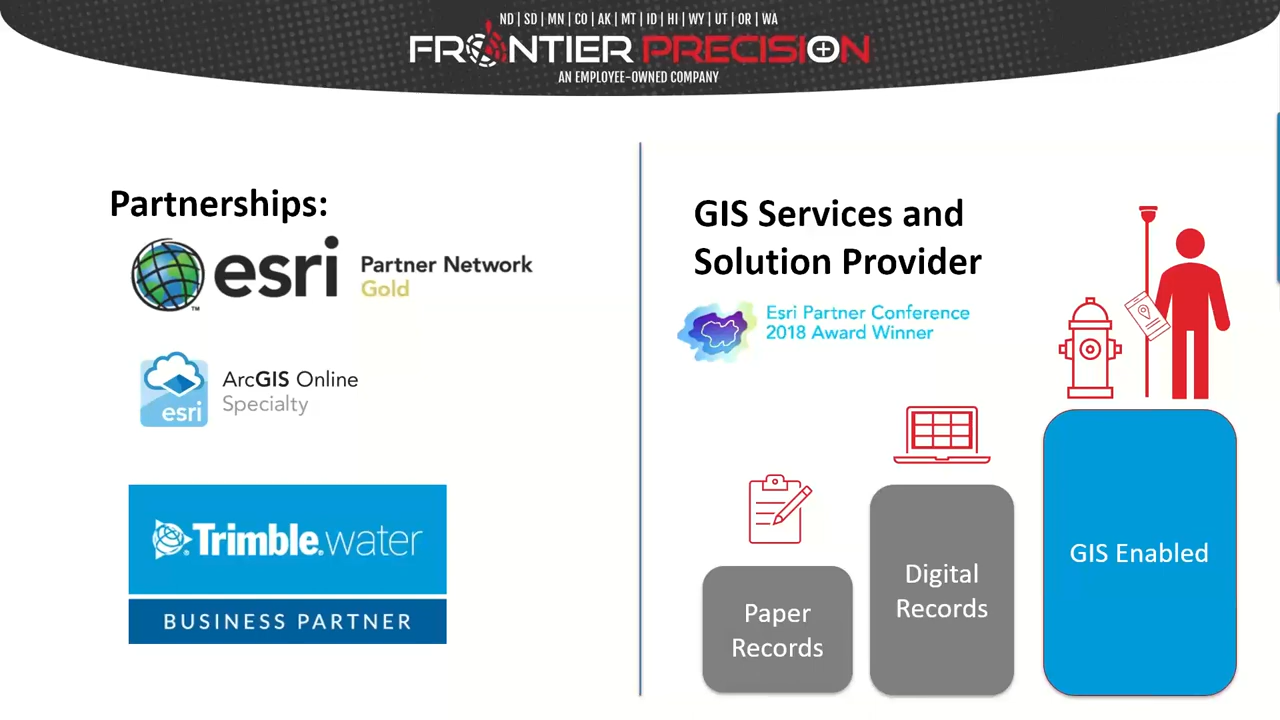 ND | SD | MN | CO | AK | MT | ID | HI | WY | UT | OR | WA
FRONTIER PRECISION
AN EMPLOYEE-OWNED COMPANY
Partnerships:
esri Partner Network
Gold
TM
ArcGIS Online
esri Specialty
Trimble.water
BUSINESS PARTNER
GIS Services and
Solution Provider
Esri Partner Conference
2018 Award Winner
Paper
Records
Digital
Records
GIS Enabled